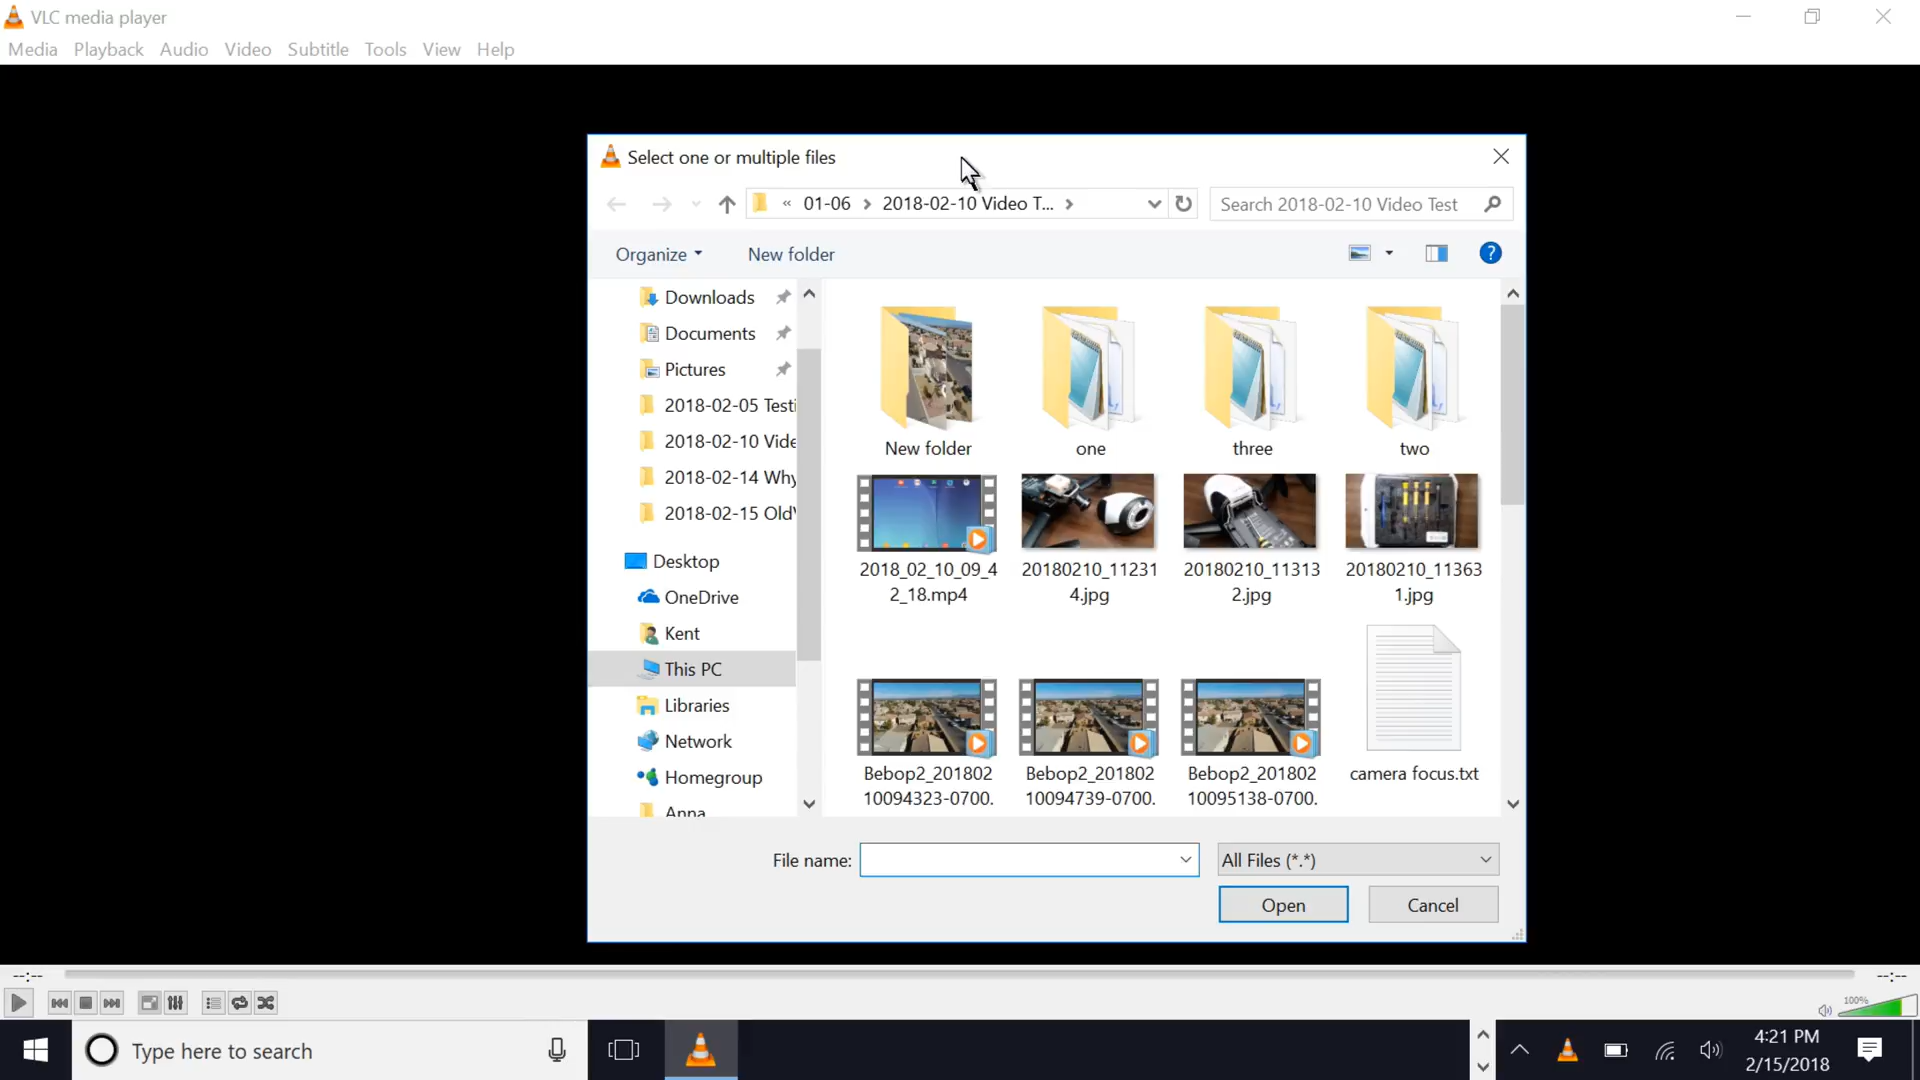 VLC media player
Media Playback Audio Video Subtitle Tools View Help
Select one or multiple files
« 01-06 > 2018-02-10 Video T... >
Search 2018-02-10 Video Test
Organize New folder
?
Downloads
Documents
Pictures
2018-02-05 Testi
2018-02-10 Vide
2018-02-14 Why
2018-02-15 Old
Desktop
OneDrive
Kent
This PC
Libraries
Network
Homegroup
Anna
New folder
one
three
two
2018_02_10_09_4
2_18.mp4
20180210_11231
4.jpg
20180210_11313
2.jpg
20180210_11363
1.jpg
Bebop2_201802
10094323-0700.
Bebop2_201802
10094739-0700.
Bebop2_201802
10095138-0700.
camera focus.txt
File name:
All Files (*.*)
Open Cancel
--:-- --:--
100%
Type here to search
4:21 PM
2/15/2018